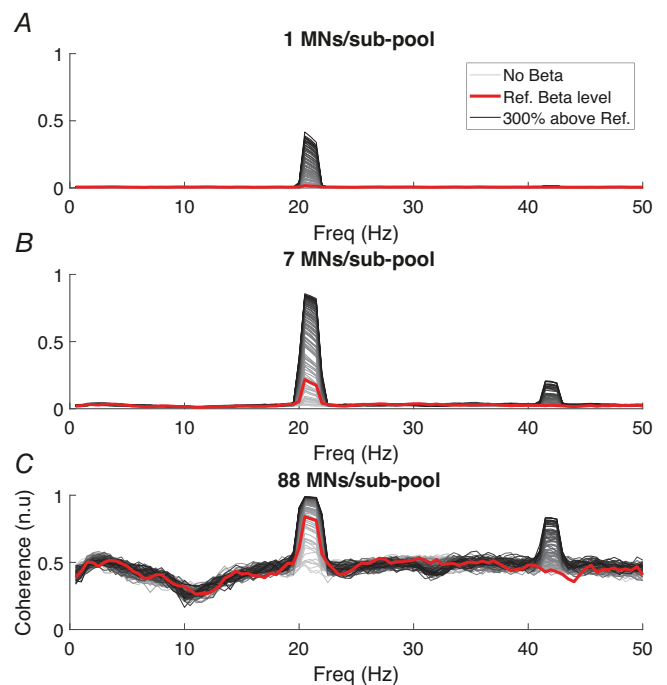 A
1 MNs/sub-pool
1
0.5
0
No Beta
Ref. Beta level
300% above Ref.
0 10 20 30 40 50
Freq (Hz)
B
7 MNs/sub-pool
1
0.5
0
0 10 20 30 40 50
Freq (Hz)
C
88 MNs/sub-pool
Coherence (n.u)
1
0.5
0
0 10 20 30 40 50
Freq (Hz)